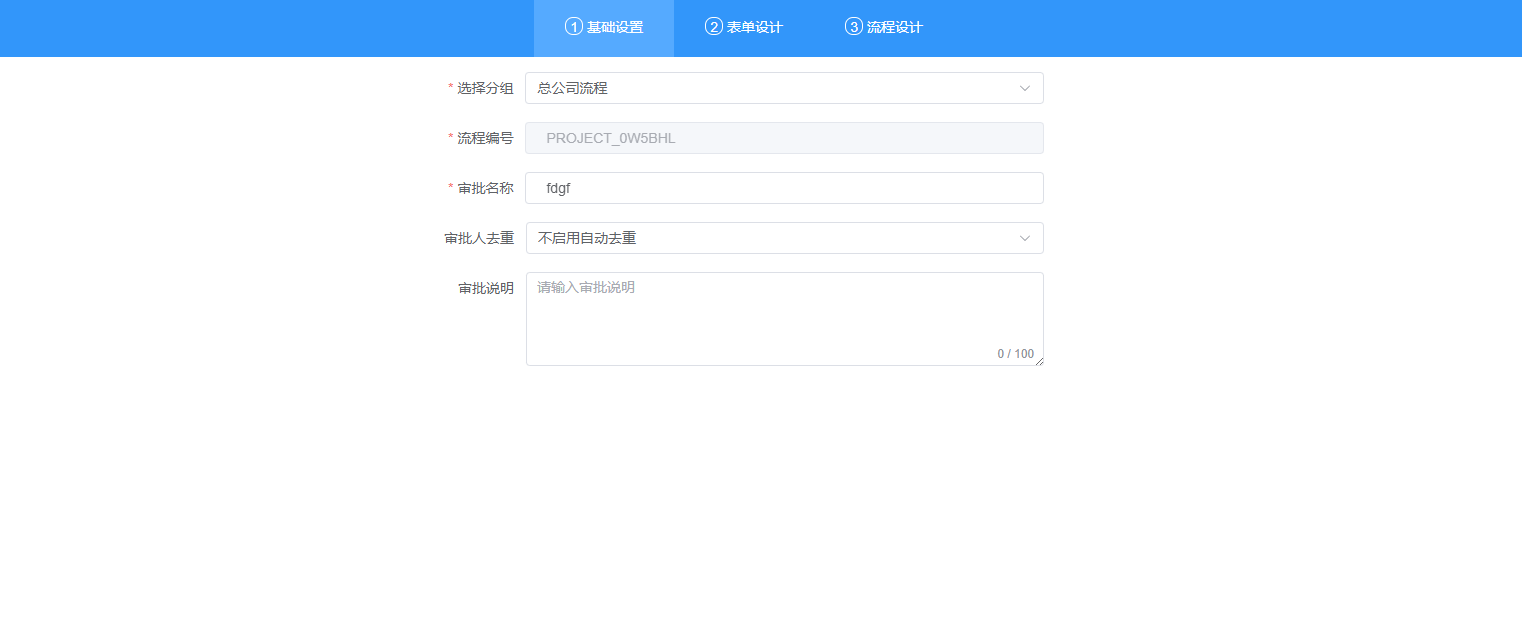 ① 基础设置 ② 表单设计 ③ 流程设计
* 选择分组 总公司流程
* 流程编号 PROJECT_0W5BHL
* 审批名称 fdgf
审批人去重 不启用自动去重
审批说明 请输入审批说明
0 / 100